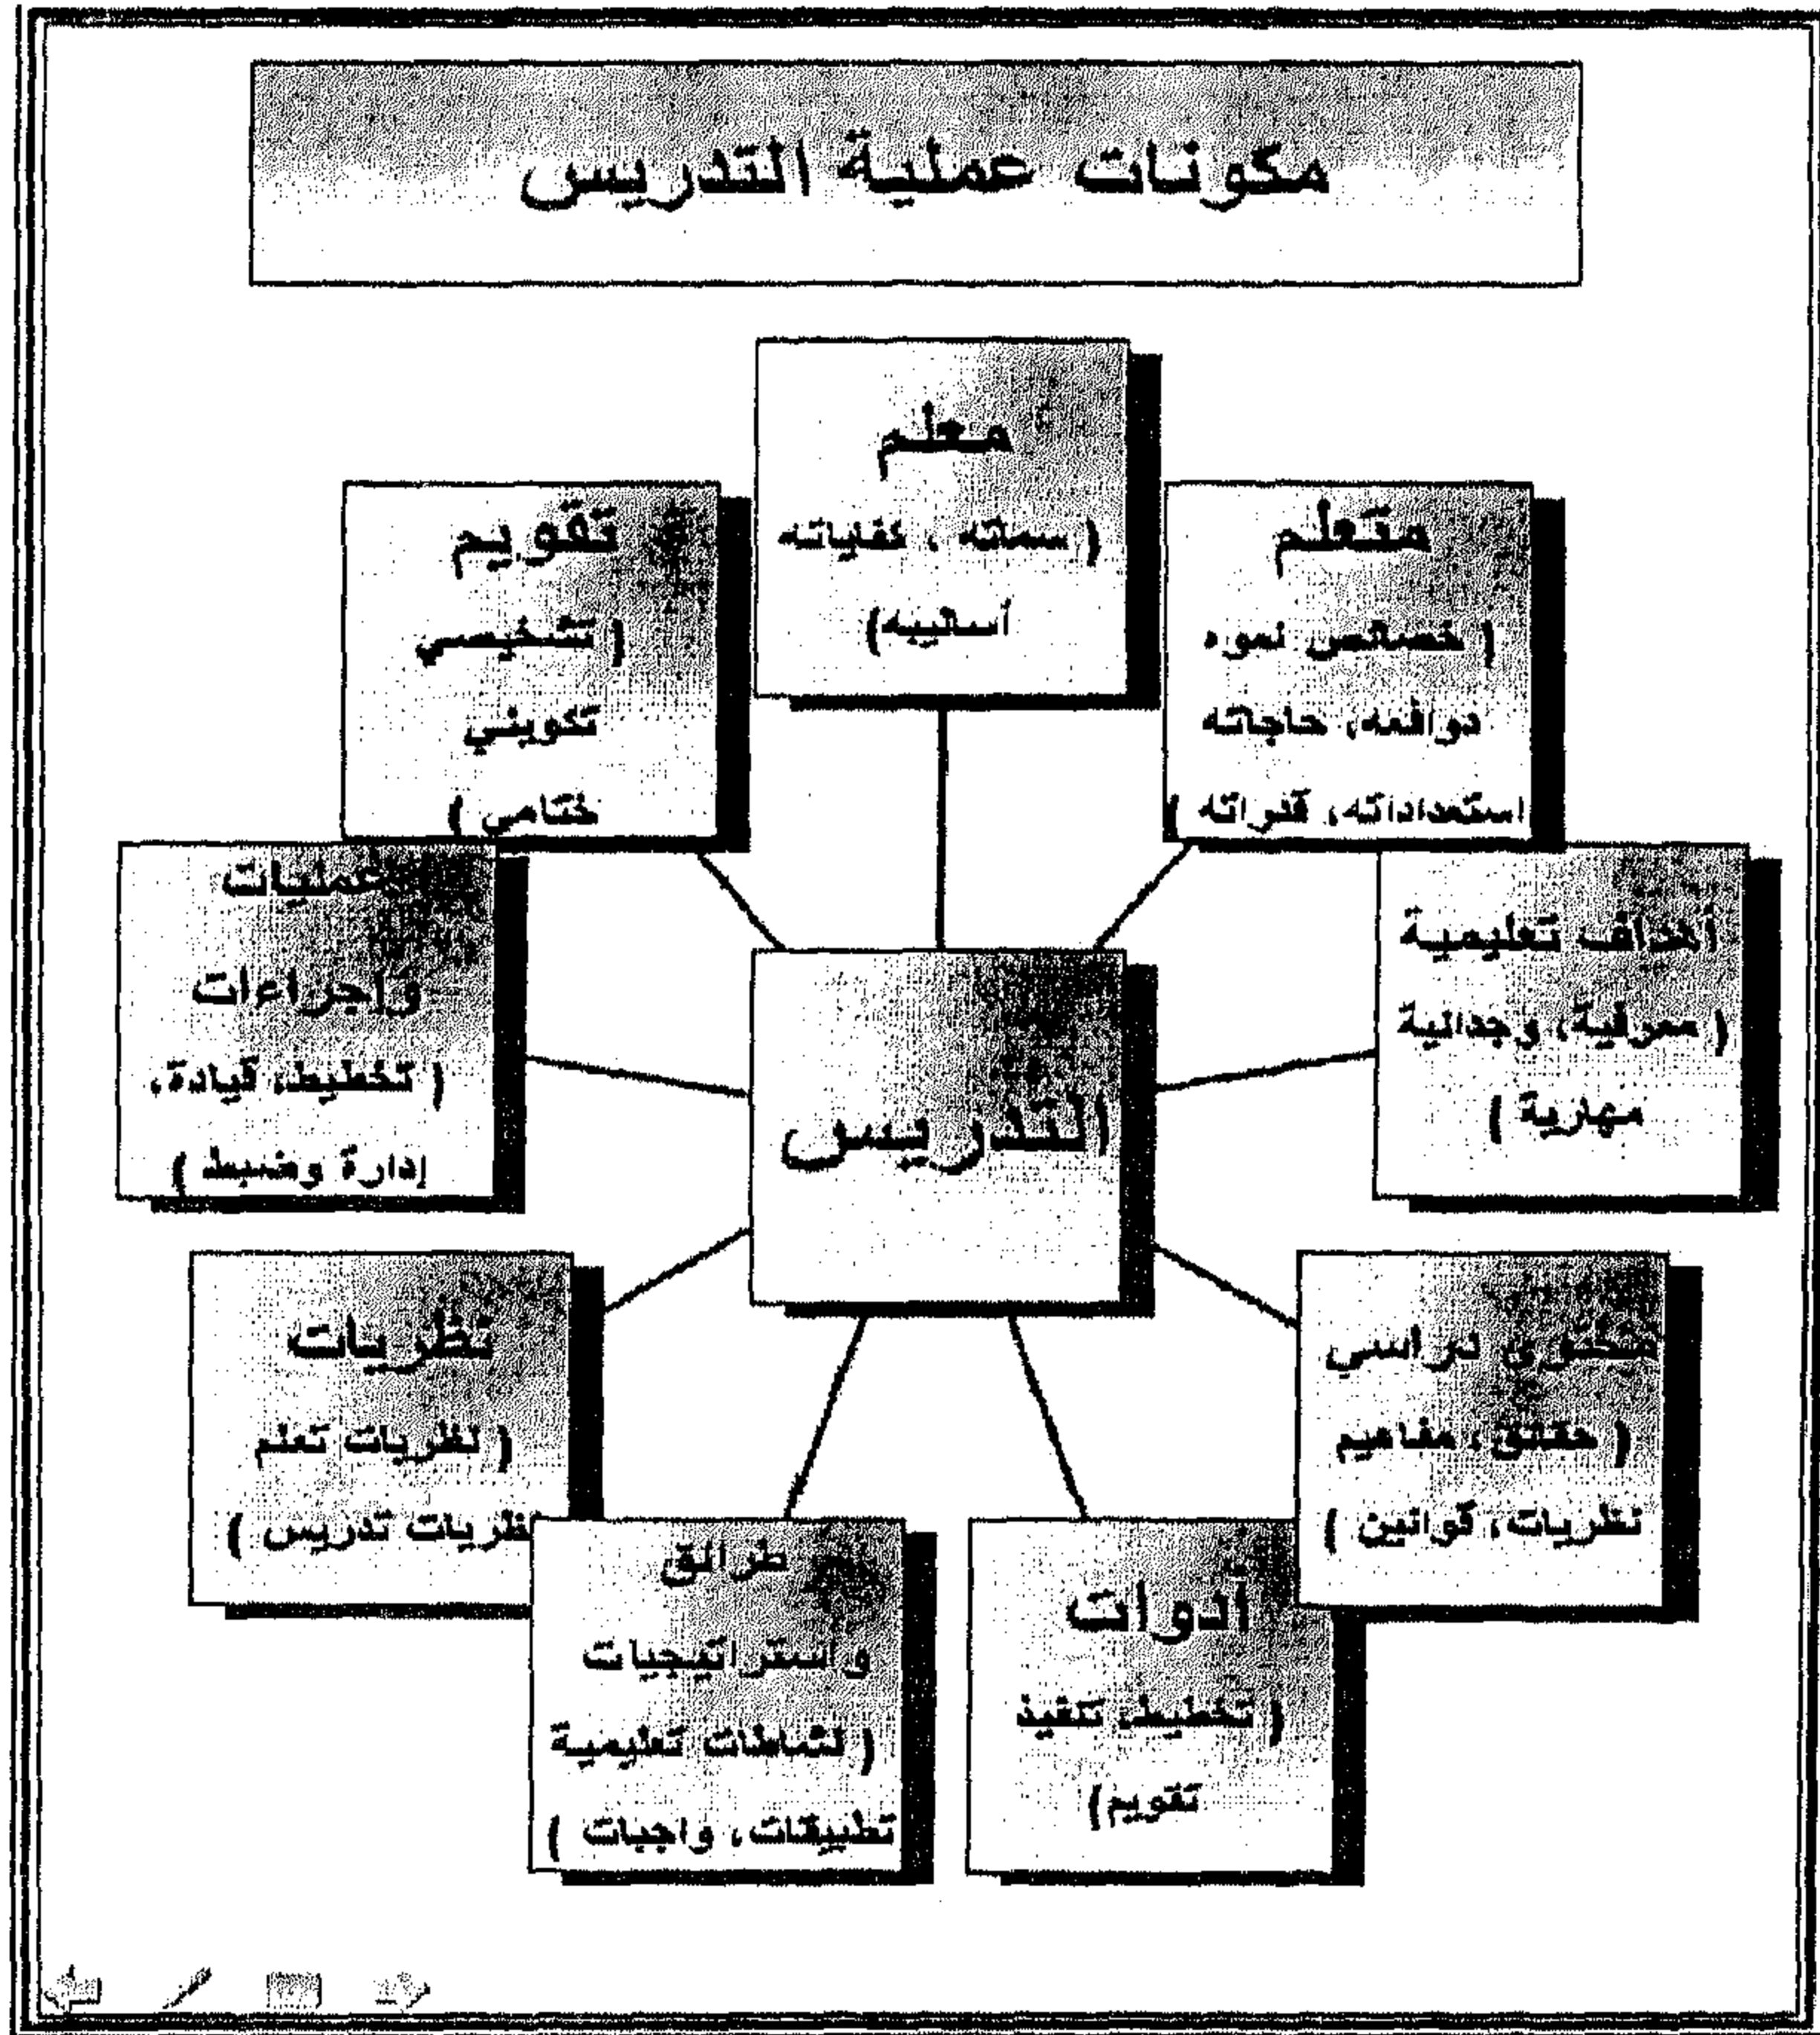 مكونات عملية التدريس
معلم
( سماته ، كفاياته
أساليبه)
متعلم
( خصائص نموه
دوافعه، حاجاته
استعداداته، قدراته )
أهداف تعليمية
( معرفية، وجدانية
مهارية )
محتوى دراسي
( حقائق، مفاهيم
نظريات، قوانين )
أدوات
( تخطيط، تنفيذ
تقويم)
طرائق
واستراتيجيات
( نشاطات تعليمية
تطبيقات، واجبات )
نظريات
( نظريات تعلم
نظريات تدريس )
عمليات
وإجراءات
( تخطيط، قيادة،
إدارة وضبط )
تقويم
( تشخيصي
تكويني
ختامي )
التدريس